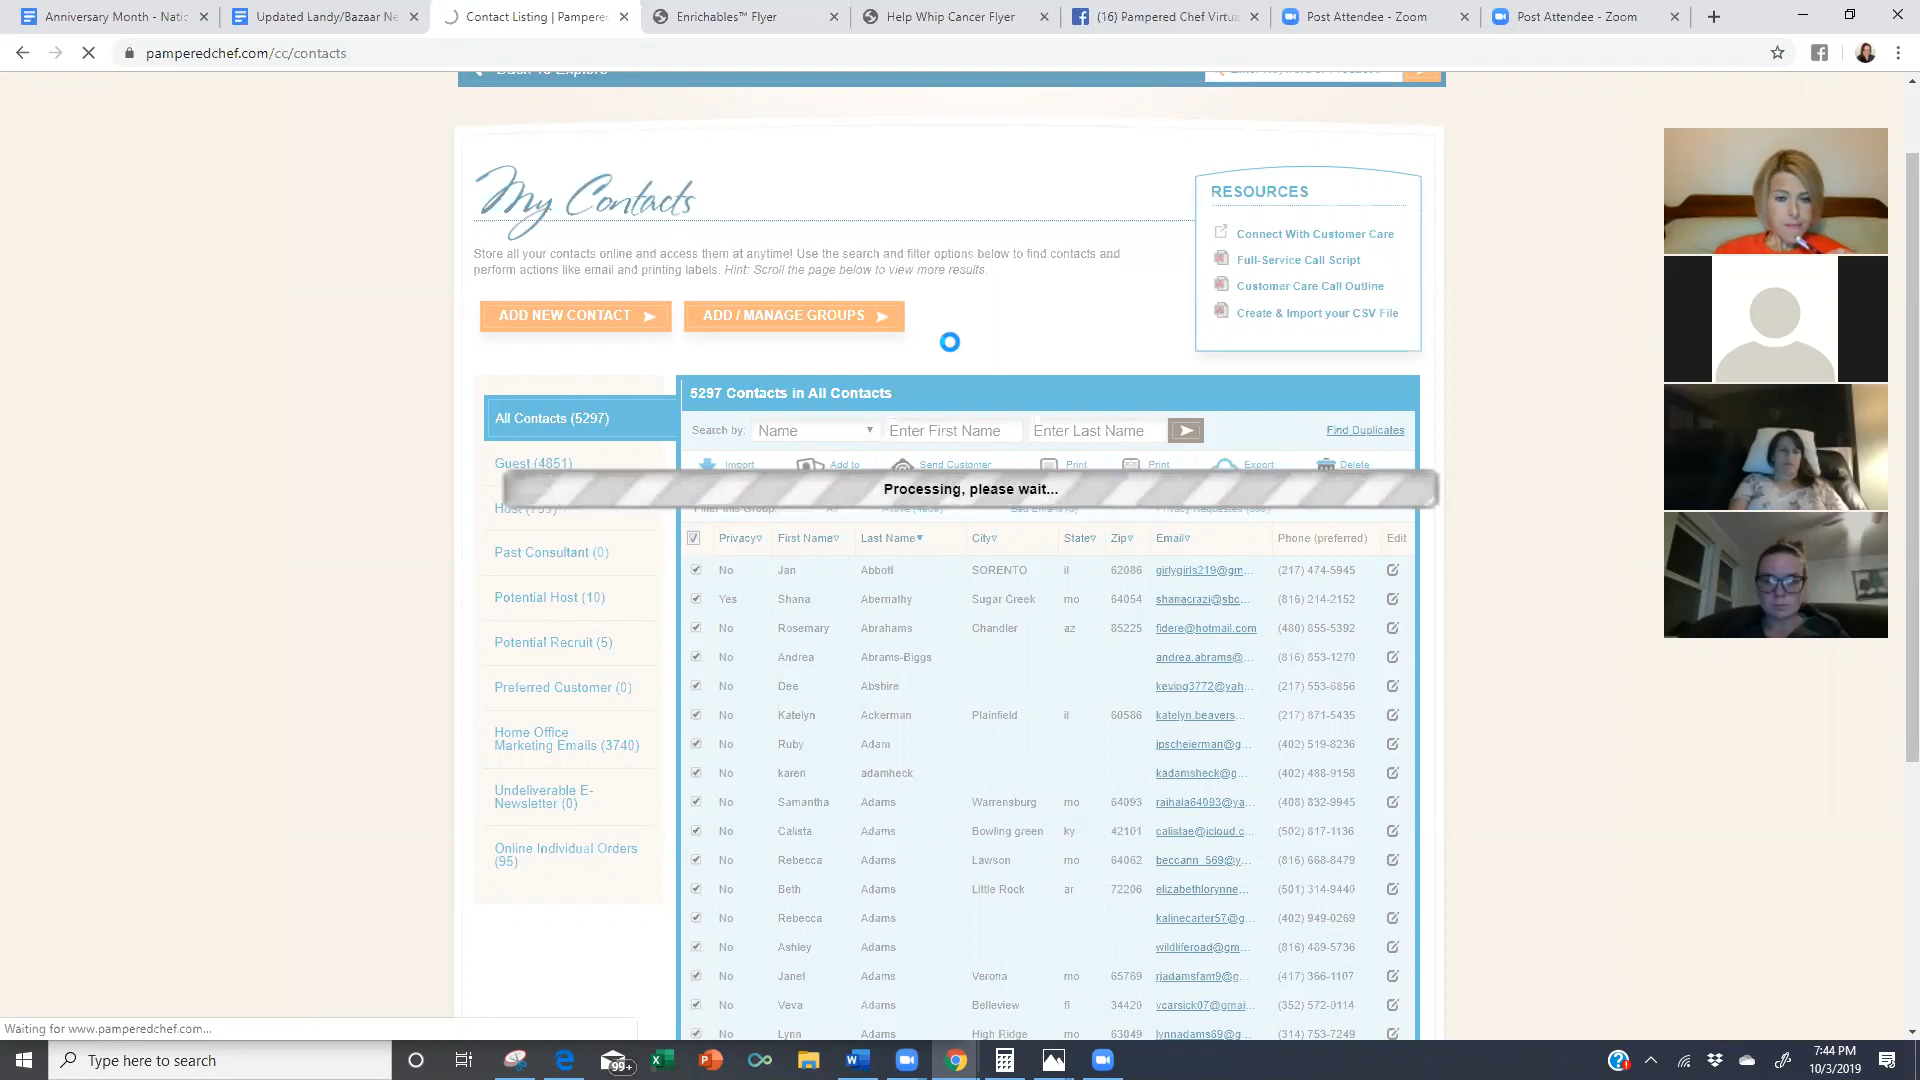 Anniversary Month - Natio
Updated Landy/Bazaar Ne
Contact Listing | Pampered
Enrichables™ Flyer
Help Whip Cancer Flyer
(16) Pampered Chef Virtua
Post Attendee - Zoom
Post Attendee - Zoom
pamperedchef.com/cc/contacts
Back To Explore
My Contacts
Store all your contacts online and access them at anytime! Use the search and filter options below to find contacts and
perform actions like email and printing labels. Hint: Scroll the page below to view more results.
ADD NEW CONTACT
ADD / MANAGE GROUPS
RESOURCES
Connect With Customer Care
Full-Service Call Script
Customer Care Call Outline
Create & Import your CSV File
All Contacts (5297)
Guest (4851)
Past Consultant (0)
Potential Host (10)
Potential Recruit (5)
Preferred Customer (0)
Home Office
Marketing Emails (3740)
Undeliverable E-
Newsletter (0)
Online Individual Orders
(95)
5297 Contacts in All Contacts
Search by: Name Enter First Name Enter Last Name Find Duplicates
Import Add to Send Customer Print Print Export Delete
Processing, please wait...
Privacy First Name Last Name City State Zip Email Phone (preferred) Edit
No Jan Abbott SORENTO il 62086 girlygirls219@gm... (217) 474-5945
Yes Shana Abernathy Sugar Creek mo 64054 shanacrazi@sbc... (816) 214-2152
No Rosemary Abrahams Chandler az 85225 fidere@hotmail.com (480) 855-5392
No Andrea Abrams-Biggs andrea.abrams@... (816) 853-1270
No Dee Abshire keving3772@yah... (217) 553-6856
No Katelyn Ackerman Plainfield il 60586 katelyn.beavers... (217) 871-5435
No Ruby Adam jpscheierman@g... (402) 519-8236
No karen adamheck kadamsheck@g... (402) 488-9158
No Samantha Adams Warrensburg mo 64093 raihala64093@ya... (408) 832-9945
No Calista Adams Bowling green ky 42101 calistae@icloud.c... (502) 817-1136
No Rebecca Adams Lawson mo 64062 beccann_569@y... (816) 668-8479
No Beth Adams Little Rock ar 72206 elizabethlorynne... (501) 314-9440
No Rebecca Adams kalinecarter57@g... (402) 949-0269
No Ashley Adams wildliferoad@gm... (816) 489-5736
No Janel Adams Verona mo 65769 rjadamsfam9@g... (417) 366-1107
No Veva Adams Belleview fl 34420 vcarsick07@gmai... (352) 572-0114
No Lynn Adams High Ridge mo 63049 lynnadams69@g... (314) 753-7249
Waiting for www.pamperedchef.com...
Type here to search
99+
7:44 PM
10/3/2019